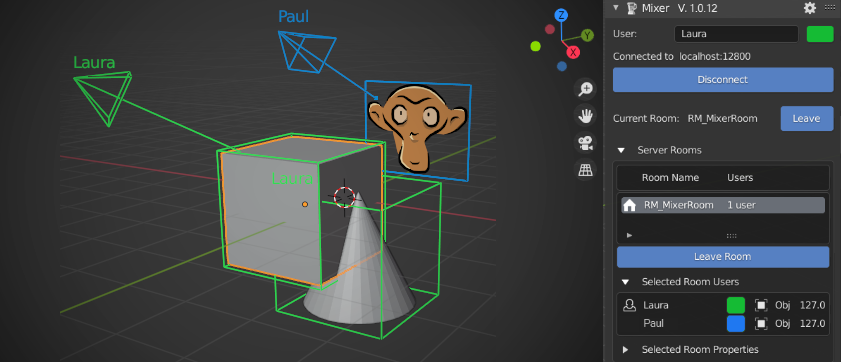 Paul
Laura
Laura
Z
Y
X
Mixer V. 1.0.12
User: Laura
Connected to localhost:12800
Disconnect
Current Room: RM_MixerRoom Leave
Server Rooms
Room Name Users
RM_MixerRoom 1 user
Leave Room
Selected Room Users
Laura Obj 127.0
Paul Obj 127.0
Selected Room Properties